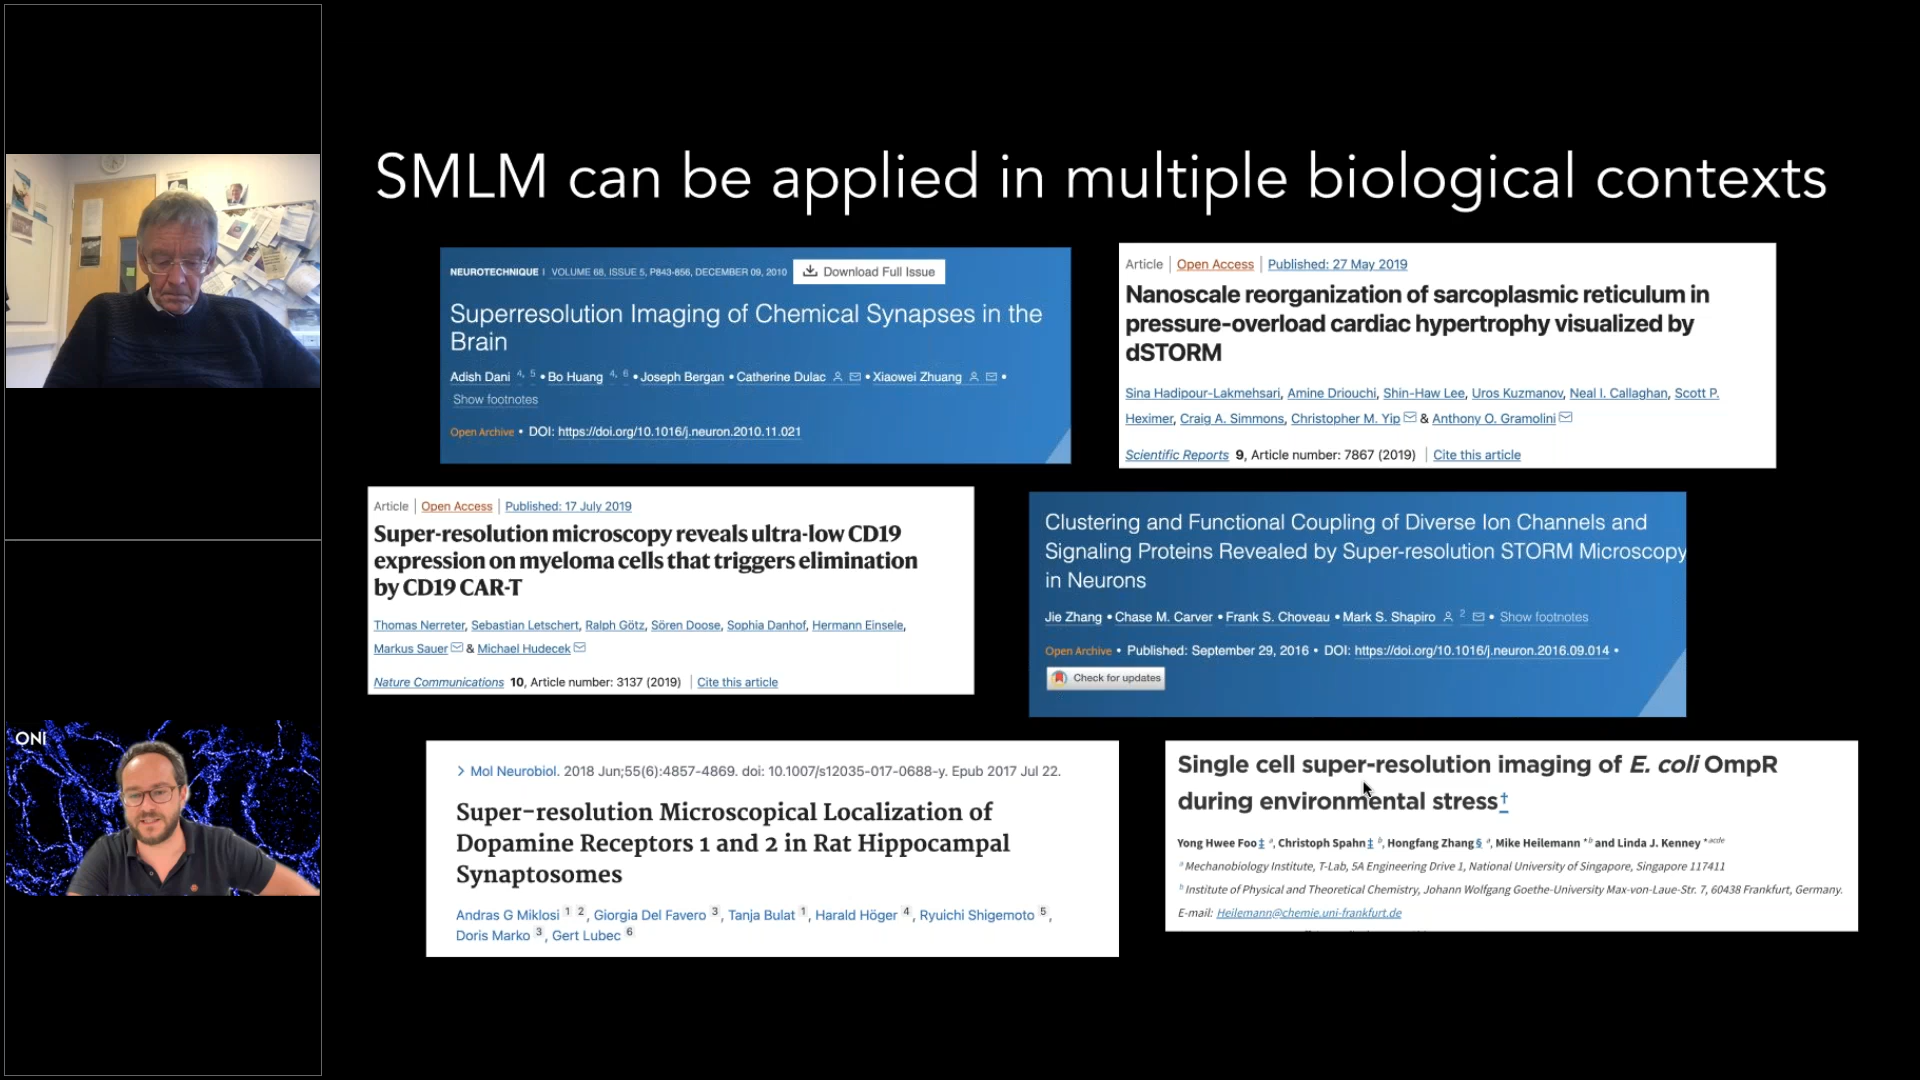 SMLM can be applied in multiple biological contexts
NEUROTECHNIQUE | VOLUME 68, ISSUE 5, P843-856, DECEMBER 09, 2010 Download Full Issue
Superresolution Imaging of Chemical Synapses in the
Brain
Adish Dani 4, 5 • Bo Huang 4, 6 • Joseph Bergan • Catherine Dulac • Xiaowei Zhuang •
Show footnotes
Open Archive • DOI: https://doi.org/10.1016/j.neuron.2010.11.021
Article | Open Access | Published: 27 May 2019
Nanoscale reorganization of sarcoplasmic reticulum in
pressure-overload cardiac hypertrophy visualized by
dSTORM
Sina Hadipour-Lakmehsari, Amine Driouchi, Shin-Haw Lee, Uros Kuzmanov, Neal I. Callaghan, Scott P.
Heximer, Craig A. Simmons, Christopher M. Yip & Anthony O. Gramolini
Scientific Reports 9, Article number: 7867 (2019) | Cite this article
Article | Open Access | Published: 17 July 2019
Super-resolution microscopy reveals ultra-low CD19
expression on myeloma cells that triggers elimination
by CD19 CAR-T
Thomas Nerreter, Sebastian Letschert, Ralph Götz, Sören Doose, Sophia Danhof, Hermann Einsele,
Markus Sauer & Michael Hudecek
Nature Communications 10, Article number: 3137 (2019) | Cite this article
Clustering and Functional Coupling of Diverse Ion Channels and
Signaling Proteins Revealed by Super-resolution STORM Microscopy
in Neurons
Jie Zhang • Chase M. Carver • Frank S. Choveau • Mark S. Shapiro 2 • Show footnotes
Open Archive • Published: September 29, 2016 • DOI: https://doi.org/10.1016/j.neuron.2016.09.014 •
Check for updates
> Mol Neurobiol. 2018 Jun;55(6):4857-4869. doi: 10.1007/s12035-017-0688-y. Epub 2017 Jul 22.
Super-resolution Microscopical Localization of
Dopamine Receptors 1 and 2 in Rat Hippocampal
Synaptosomes
Andras G Miklosi 1 2, Giorgia Del Favero 3, Tanja Bulat 1, Harald Höger 4, Ryuichi Shigemoto 5,
Doris Marko 3, Gert Lubec 6
Single cell super-resolution imaging of E. coli OmpR
during environmental stress†
Yong Hwee Foo‡ a, Christoph Spahn‡ b, Hongfang Zhang§ a, Mike Heilemann *b and Linda J. Kenney *acde
a Mechanobiology Institute, T-Lab, 5A Engineering Drive 1, National University of Singapore, Singapore 117411
b Institute of Physical and Theoretical Chemistry, Johann Wolfgang Goethe-University Max-von-Laue-Str. 7, 60438 Frankfurt, Germany.
E-mail: Heilemann@chemie.uni-frankfurt.de
ONI